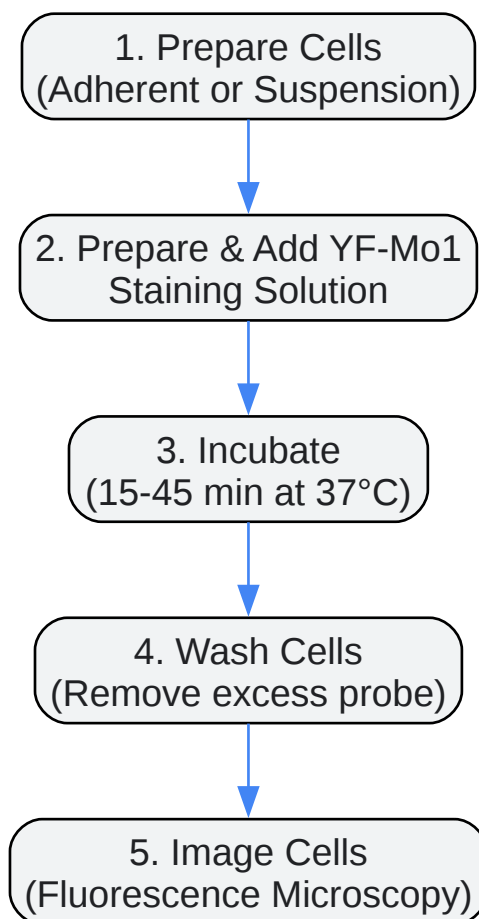 1. Prepare Cells
(Adherent or Suspension)
2. Prepare & Add YF-Mo1
Staining Solution
3. Incubate
(15-45 min at 37°C)
4. Wash Cells
(Remove excess probe)
5. Image Cells
(Fluorescence Microscopy)